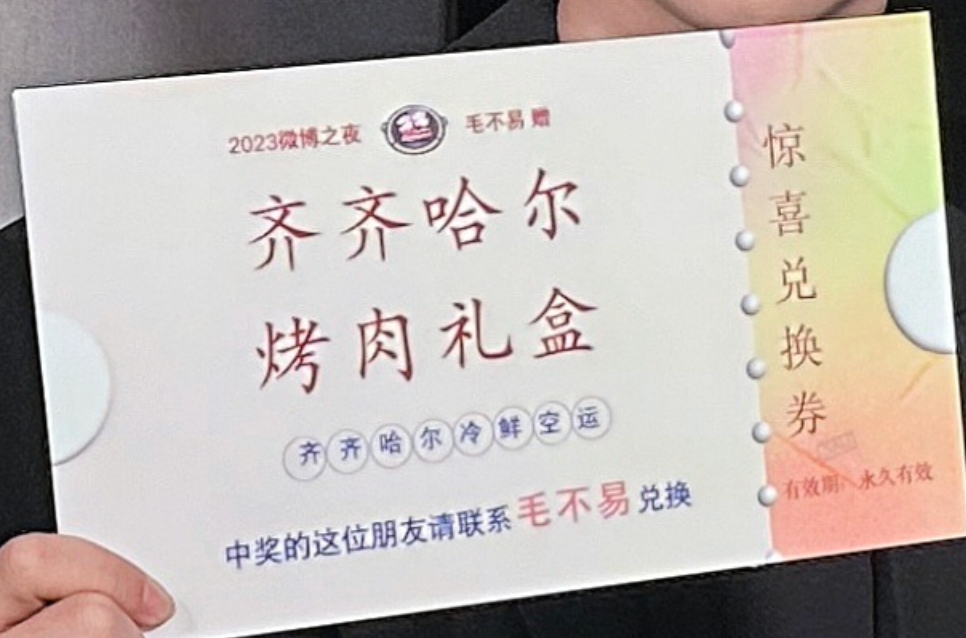 2023微博之夜 毛不易 赠
齐齐哈尔
烤肉礼盒
齐齐哈尔冷鲜空运
中奖的这位朋友请联系毛不易兑换
惊喜兑换券
有效期：永久有效